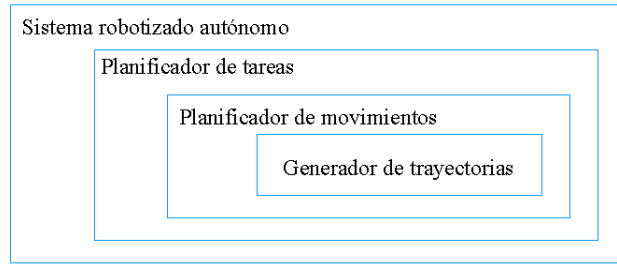 Sistema robotizado autónomo
Planificador de tareas
Planificador de movimientos
Generador de trayectorias